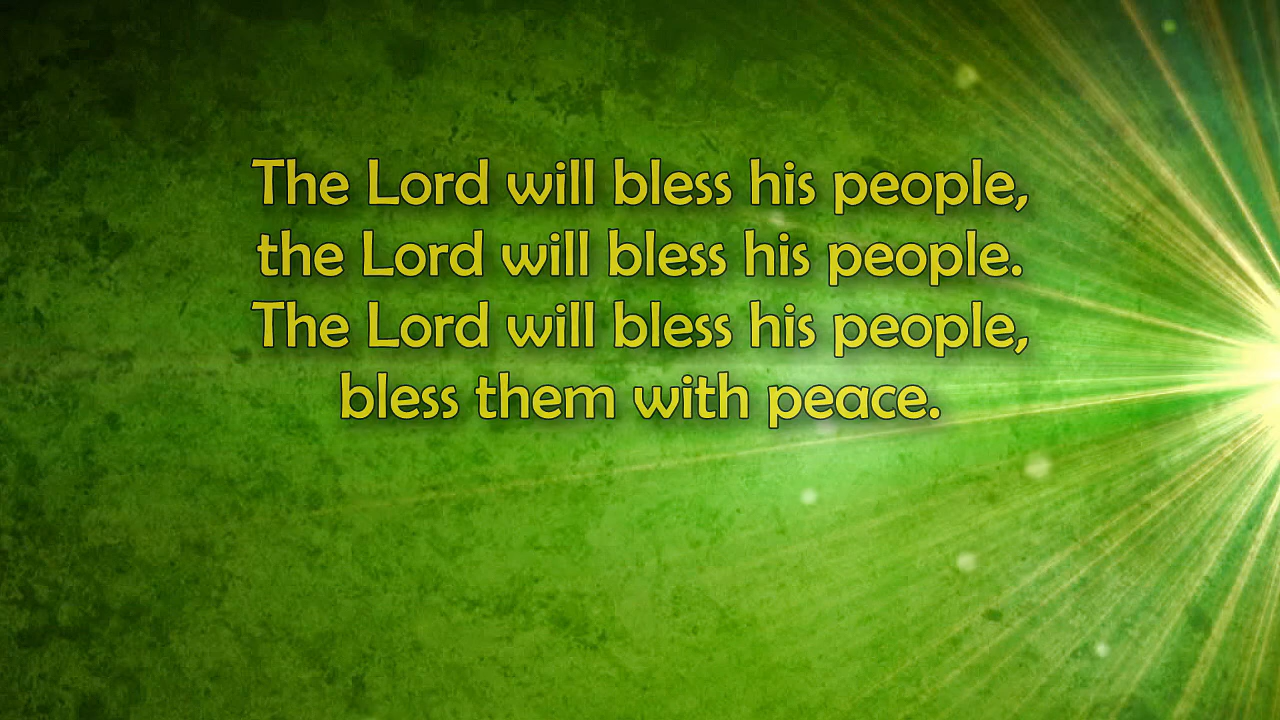 The Lord will bless his people,
the Lord will bless his people.
The Lord will bless his people,
bless them with peace.